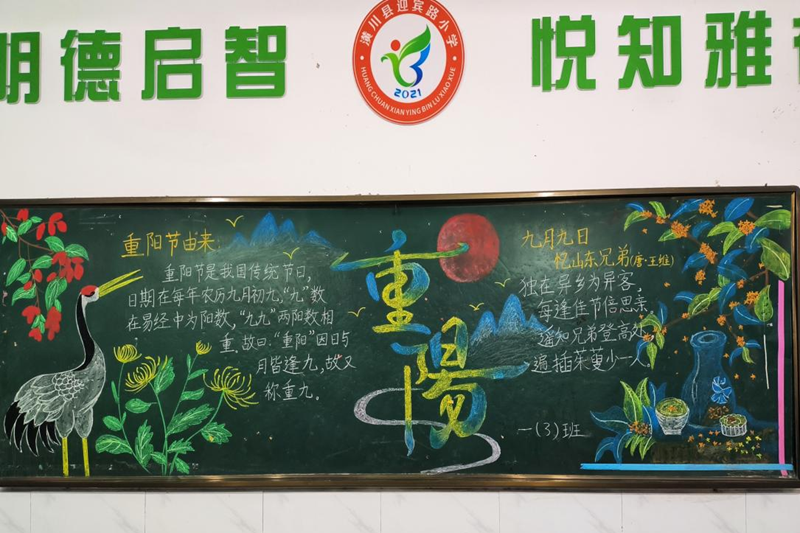 明德启智
潢川县迎宾路小学
2021
HUANG CHUAN XIAN YING BIN LU XIAO XUE
悦知雅
重阳节由来:
重阳节是我国传统节日,
日期在每年农历九月初九,“九”数
在易经中为阳数,“九九”两阳数相
重,故曰:“重阳”因日与
月皆逢九,故又
称重九。
重陽
九月九日
忆山东兄弟(唐·王维)
独在异乡为异客,
每逢佳节倍思亲
遥知兄弟登高处,
遍插茱萸少一人
一(3)班